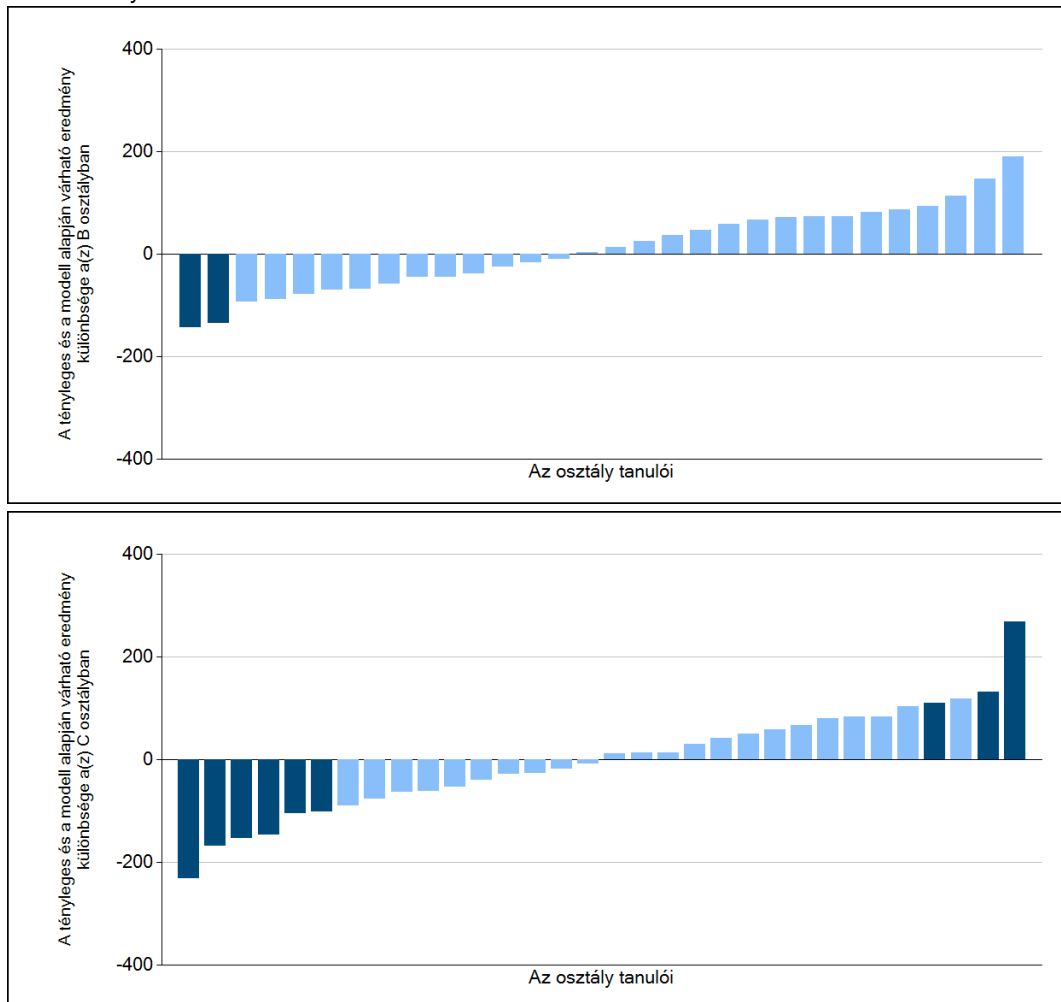 A tényleges és a modell alapján várható eredmény
különbsége a(z) B osztályban
400
200
0
-200
-400
Az osztály tanulói
A tényleges és a modell alapján várható eredmény
különbsége a(z) C osztályban
400
200
0
-200
-400
Az osztály tanulói